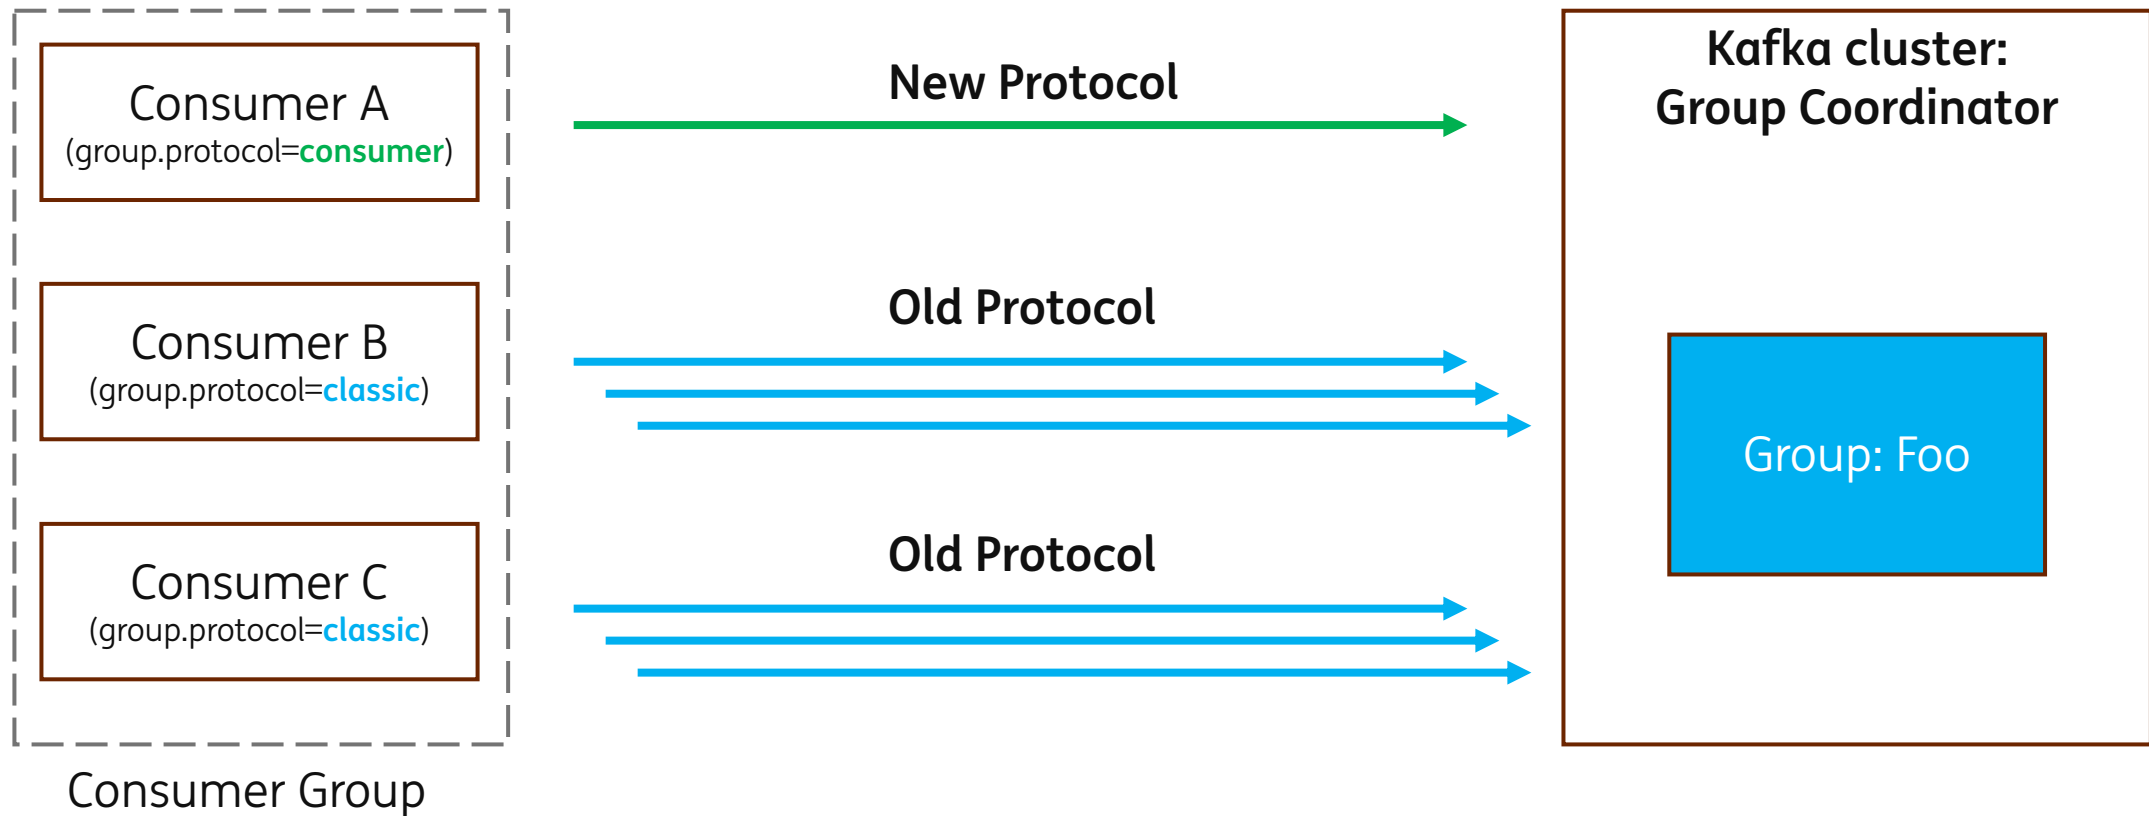 Consumer A
(group.protocol=consumer)
New Protocol
Kafka cluster:
Group Coordinator
Consumer B
(group.protocol=classic)
Old Protocol
Group: Foo
Consumer C
(group.protocol=classic)
Old Protocol
Consumer Group